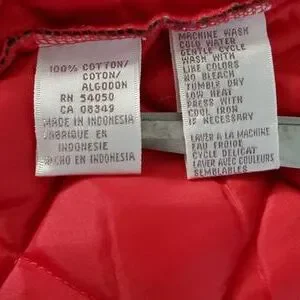 100% COTTON/
COTON/
ALGODON
RN 54050
CA 08349
MADE IN INDONESIA
FABRIQUE EN
INDONESIE
HECHO EN INDONESIA
MACHINE WASH
COLD WATER
GENTLE CYCLE
WASH WITH
LIKE COLORS
NO BLEACH
TUMBLE DRY
LOW HEAT
PRESS WITH
COOL IRON
IF NECESSARY
LAVER A LA MACHINE
EAU FROIDE
CYCLE DELICAT
LAVER AVEC COULEURS
SEMBLABLES